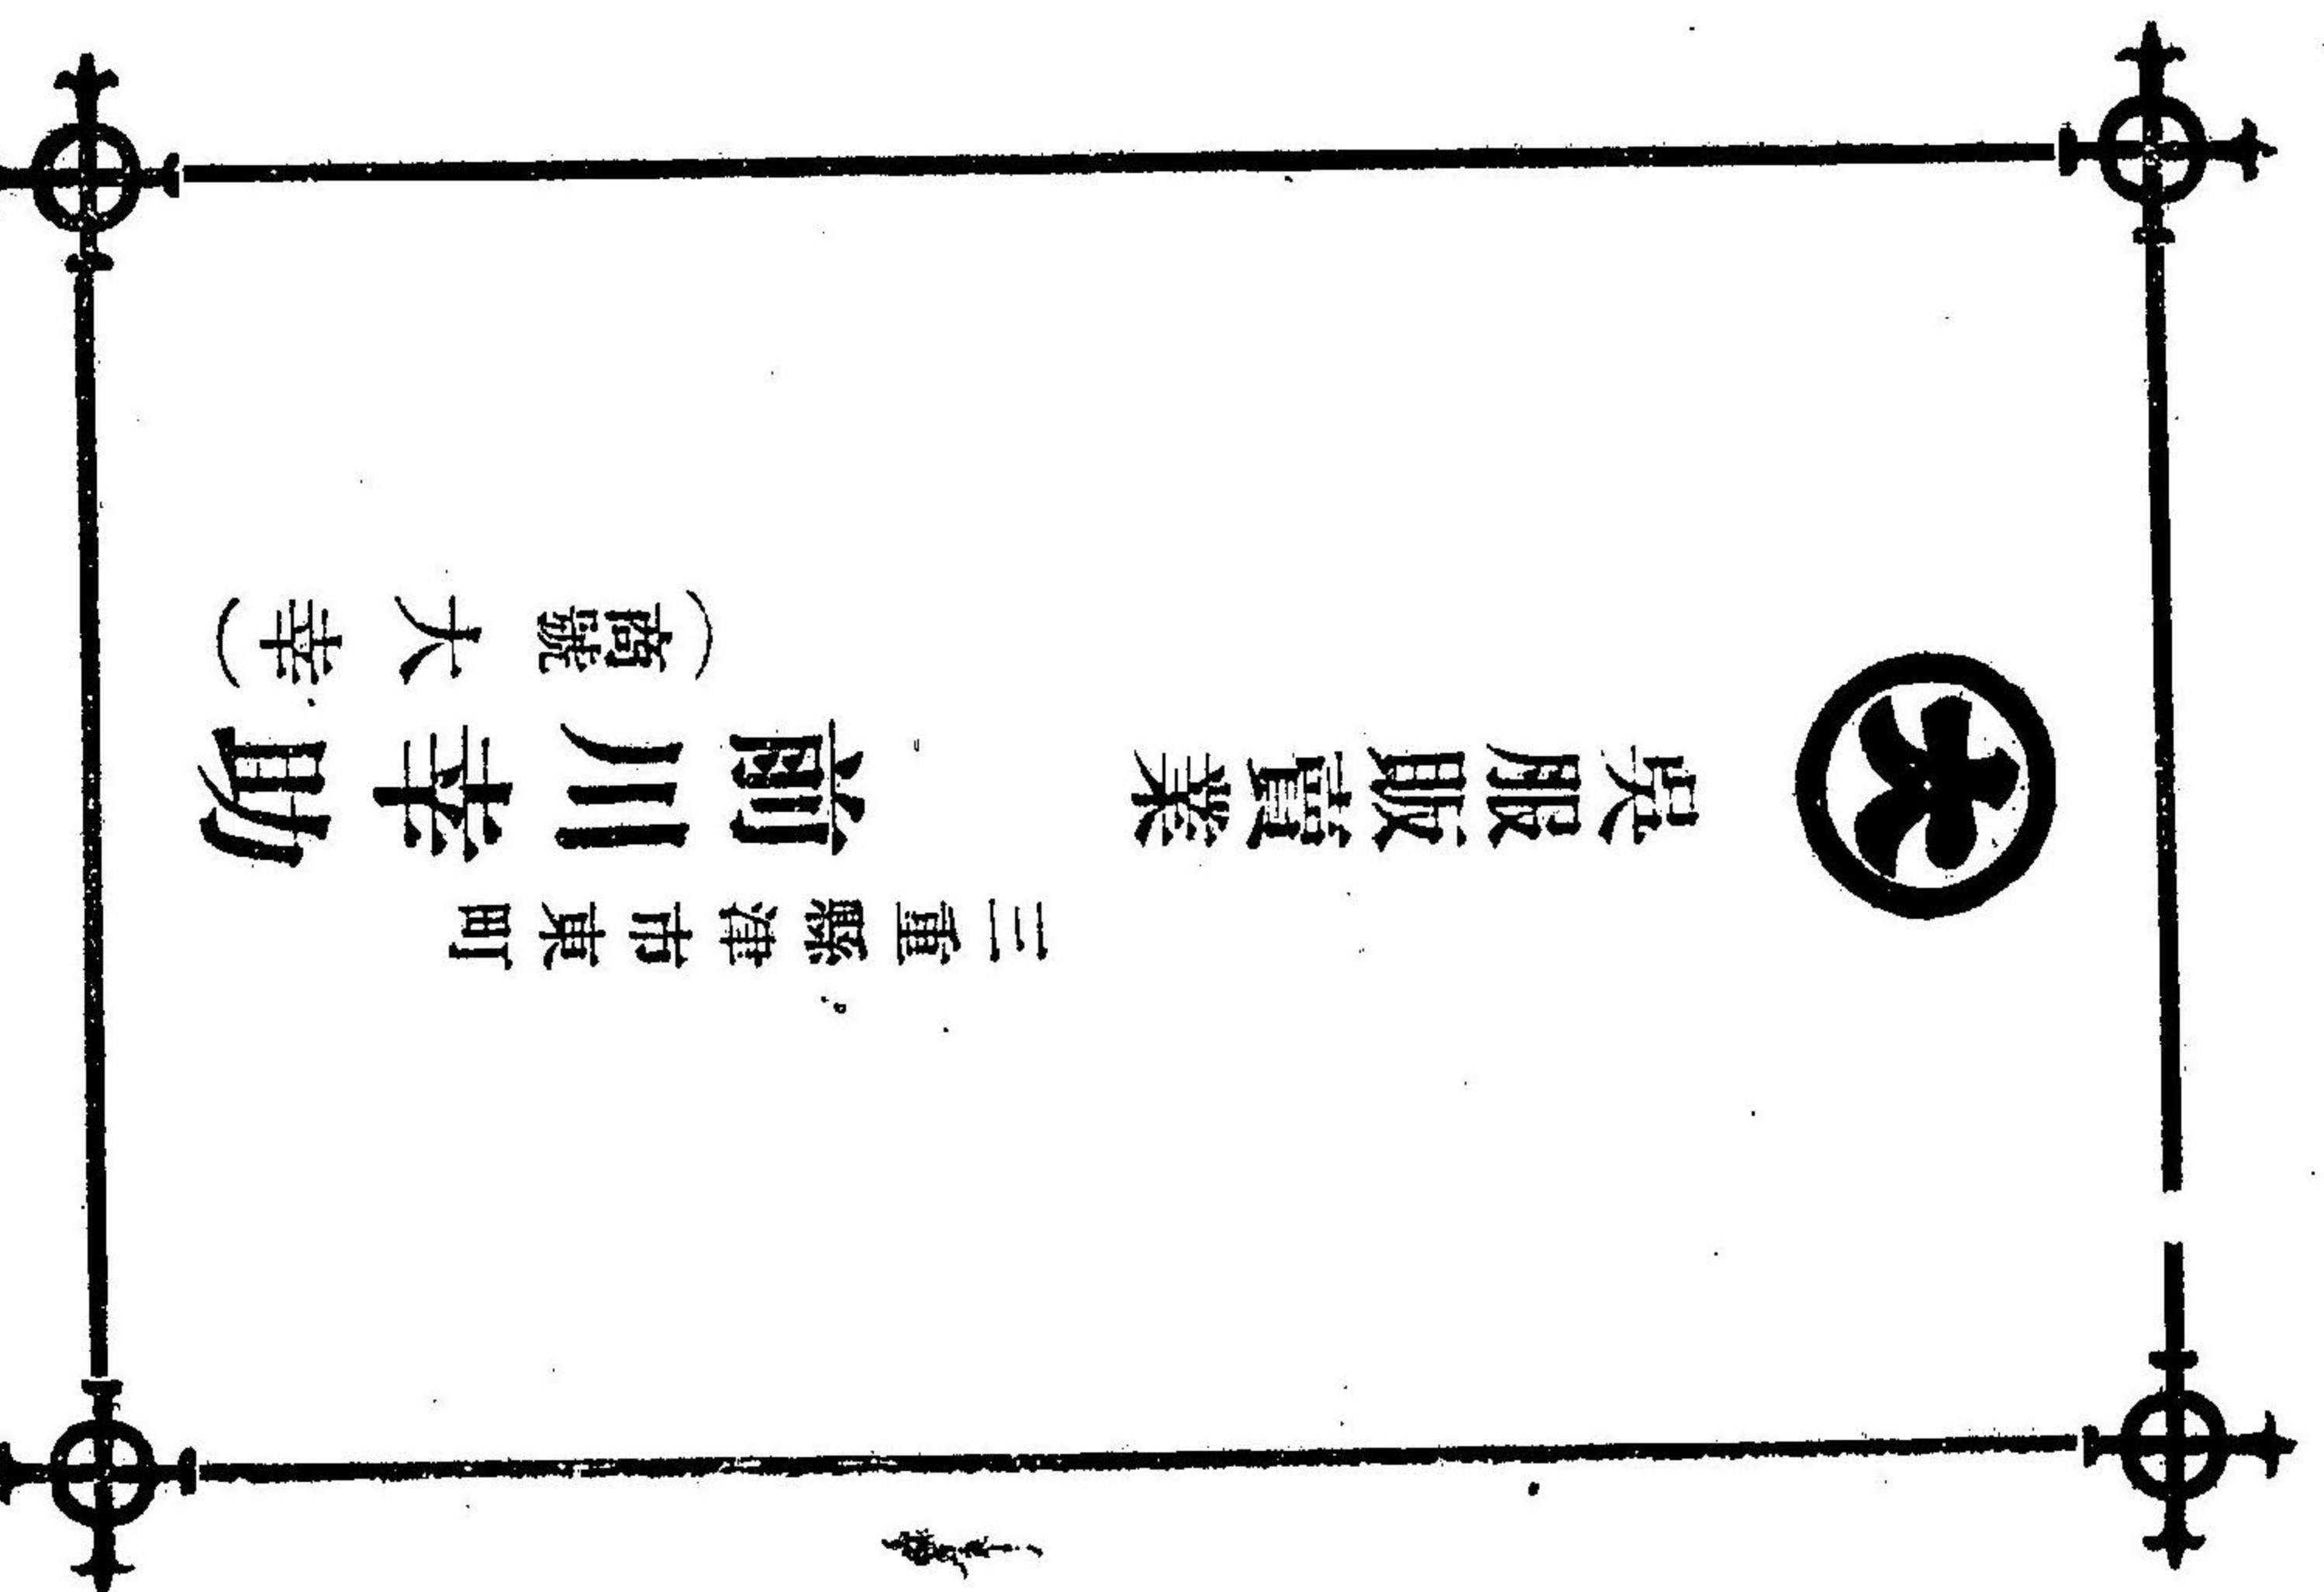 呉服販賣業
三重縣津市東町
前川幸助
(商號 大幸)